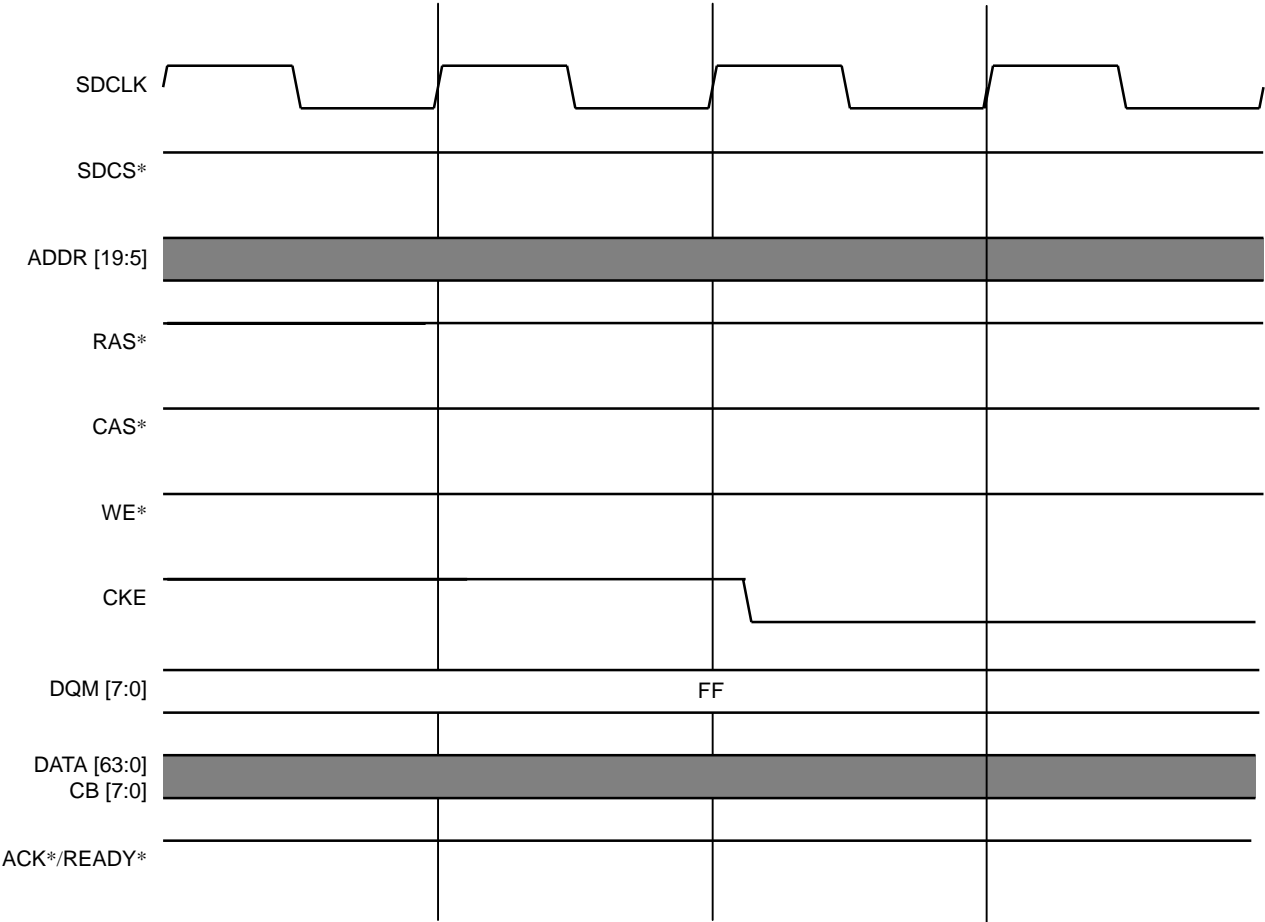 SDCLK
SDCS*
ADDR [19:5]
RAS*
CAS*
WE*
CKE
DQM [7:0]
FF
DATA [63:0]
CB [7:0]
ACK*/READY*